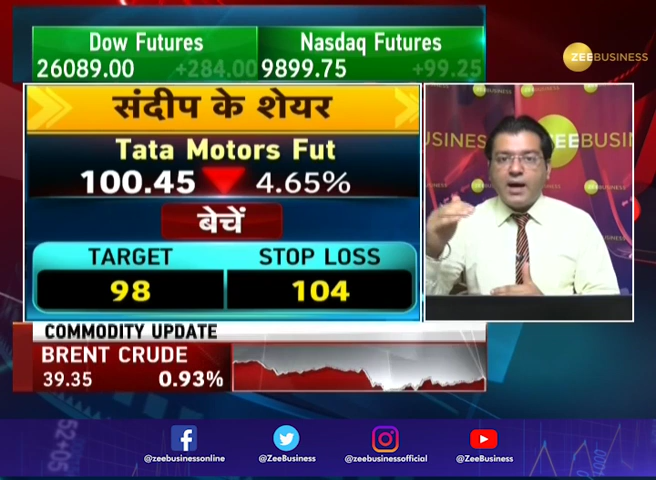 Dow Futures
26089.00 +284.00
Nasdaq Futures
9899.75 +99.25
ZEEBUSINESS
संदीप के शेयर
Tata Motors Fut
100.45 4.65%
बेचें
TARGET
98
STOP LOSS
104
COMMODITY UPDATE
BRENT CRUDE
39.35 0.93%
@zeebusinessonline
@ZeeBusiness
@zeebusinessofficial
@ZeeBusiness